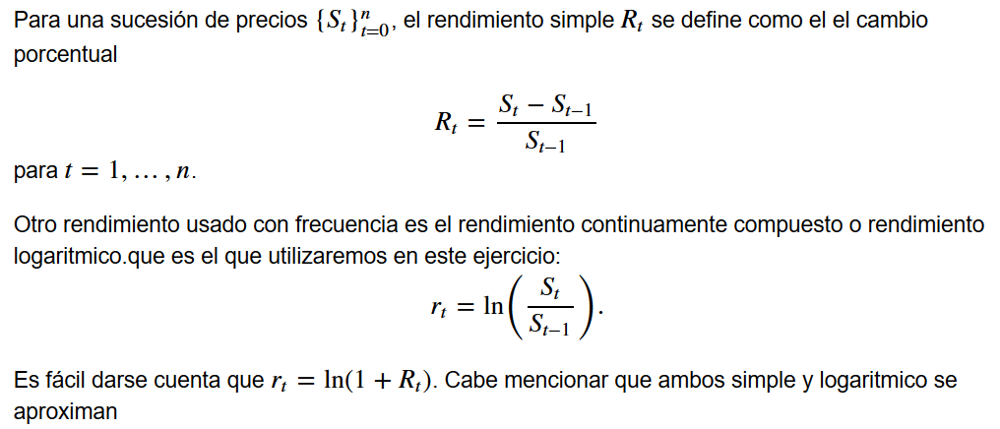 Para una sucesión de precios {S_t}_{t=0}^n, el rendimiento simple R_t se define como el el cambio
porcentual
R_t = \frac{S_t − S_{t−1}}{S_{t−1}}
para t = 1, … , n.
Otro rendimiento usado con frecuencia es el rendimiento continuamente compuesto o rendimiento
logaritmico.que es el que utilizaremos en este ejercicio:
r_t = ln(\frac{S_t}{S_{t−1}}).
Es fácil darse cuenta que r_t = ln(1 + R_t). Cabe mencionar que ambos simple y logaritmico se
aproximan